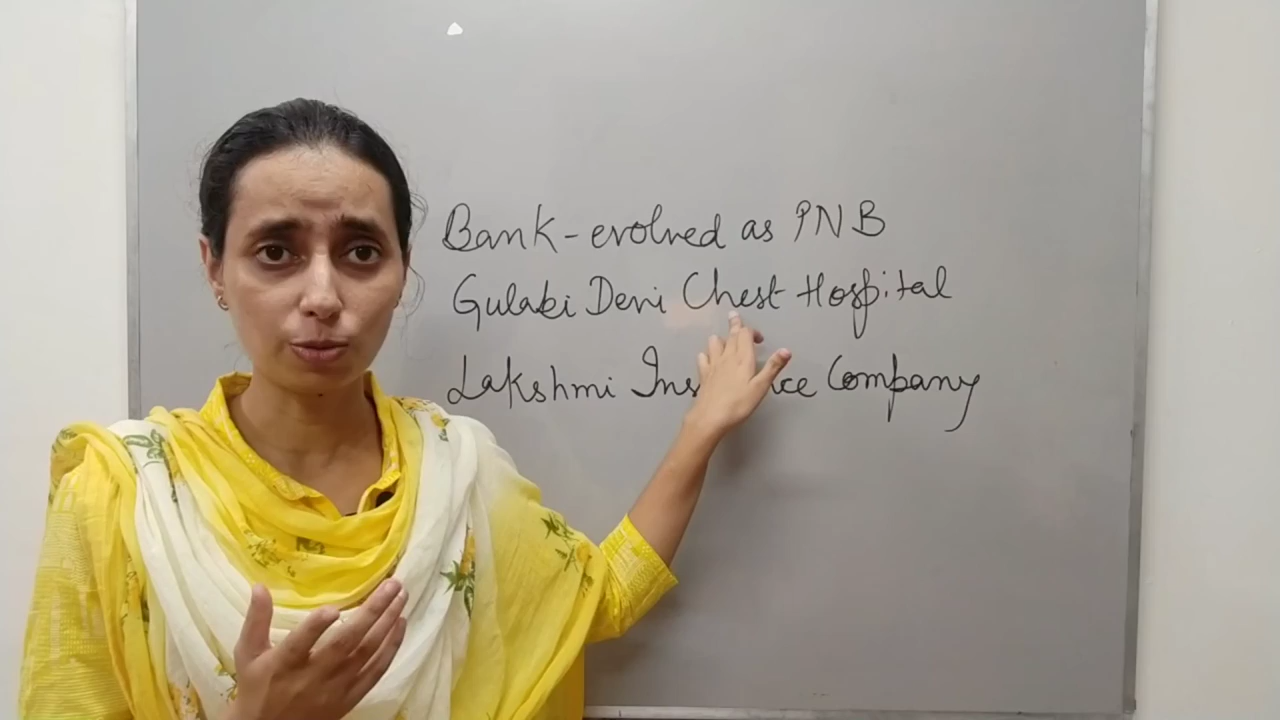 Bank - evolved as PNB
Gulabi Devi Chest Hospital
Lakshmi Company